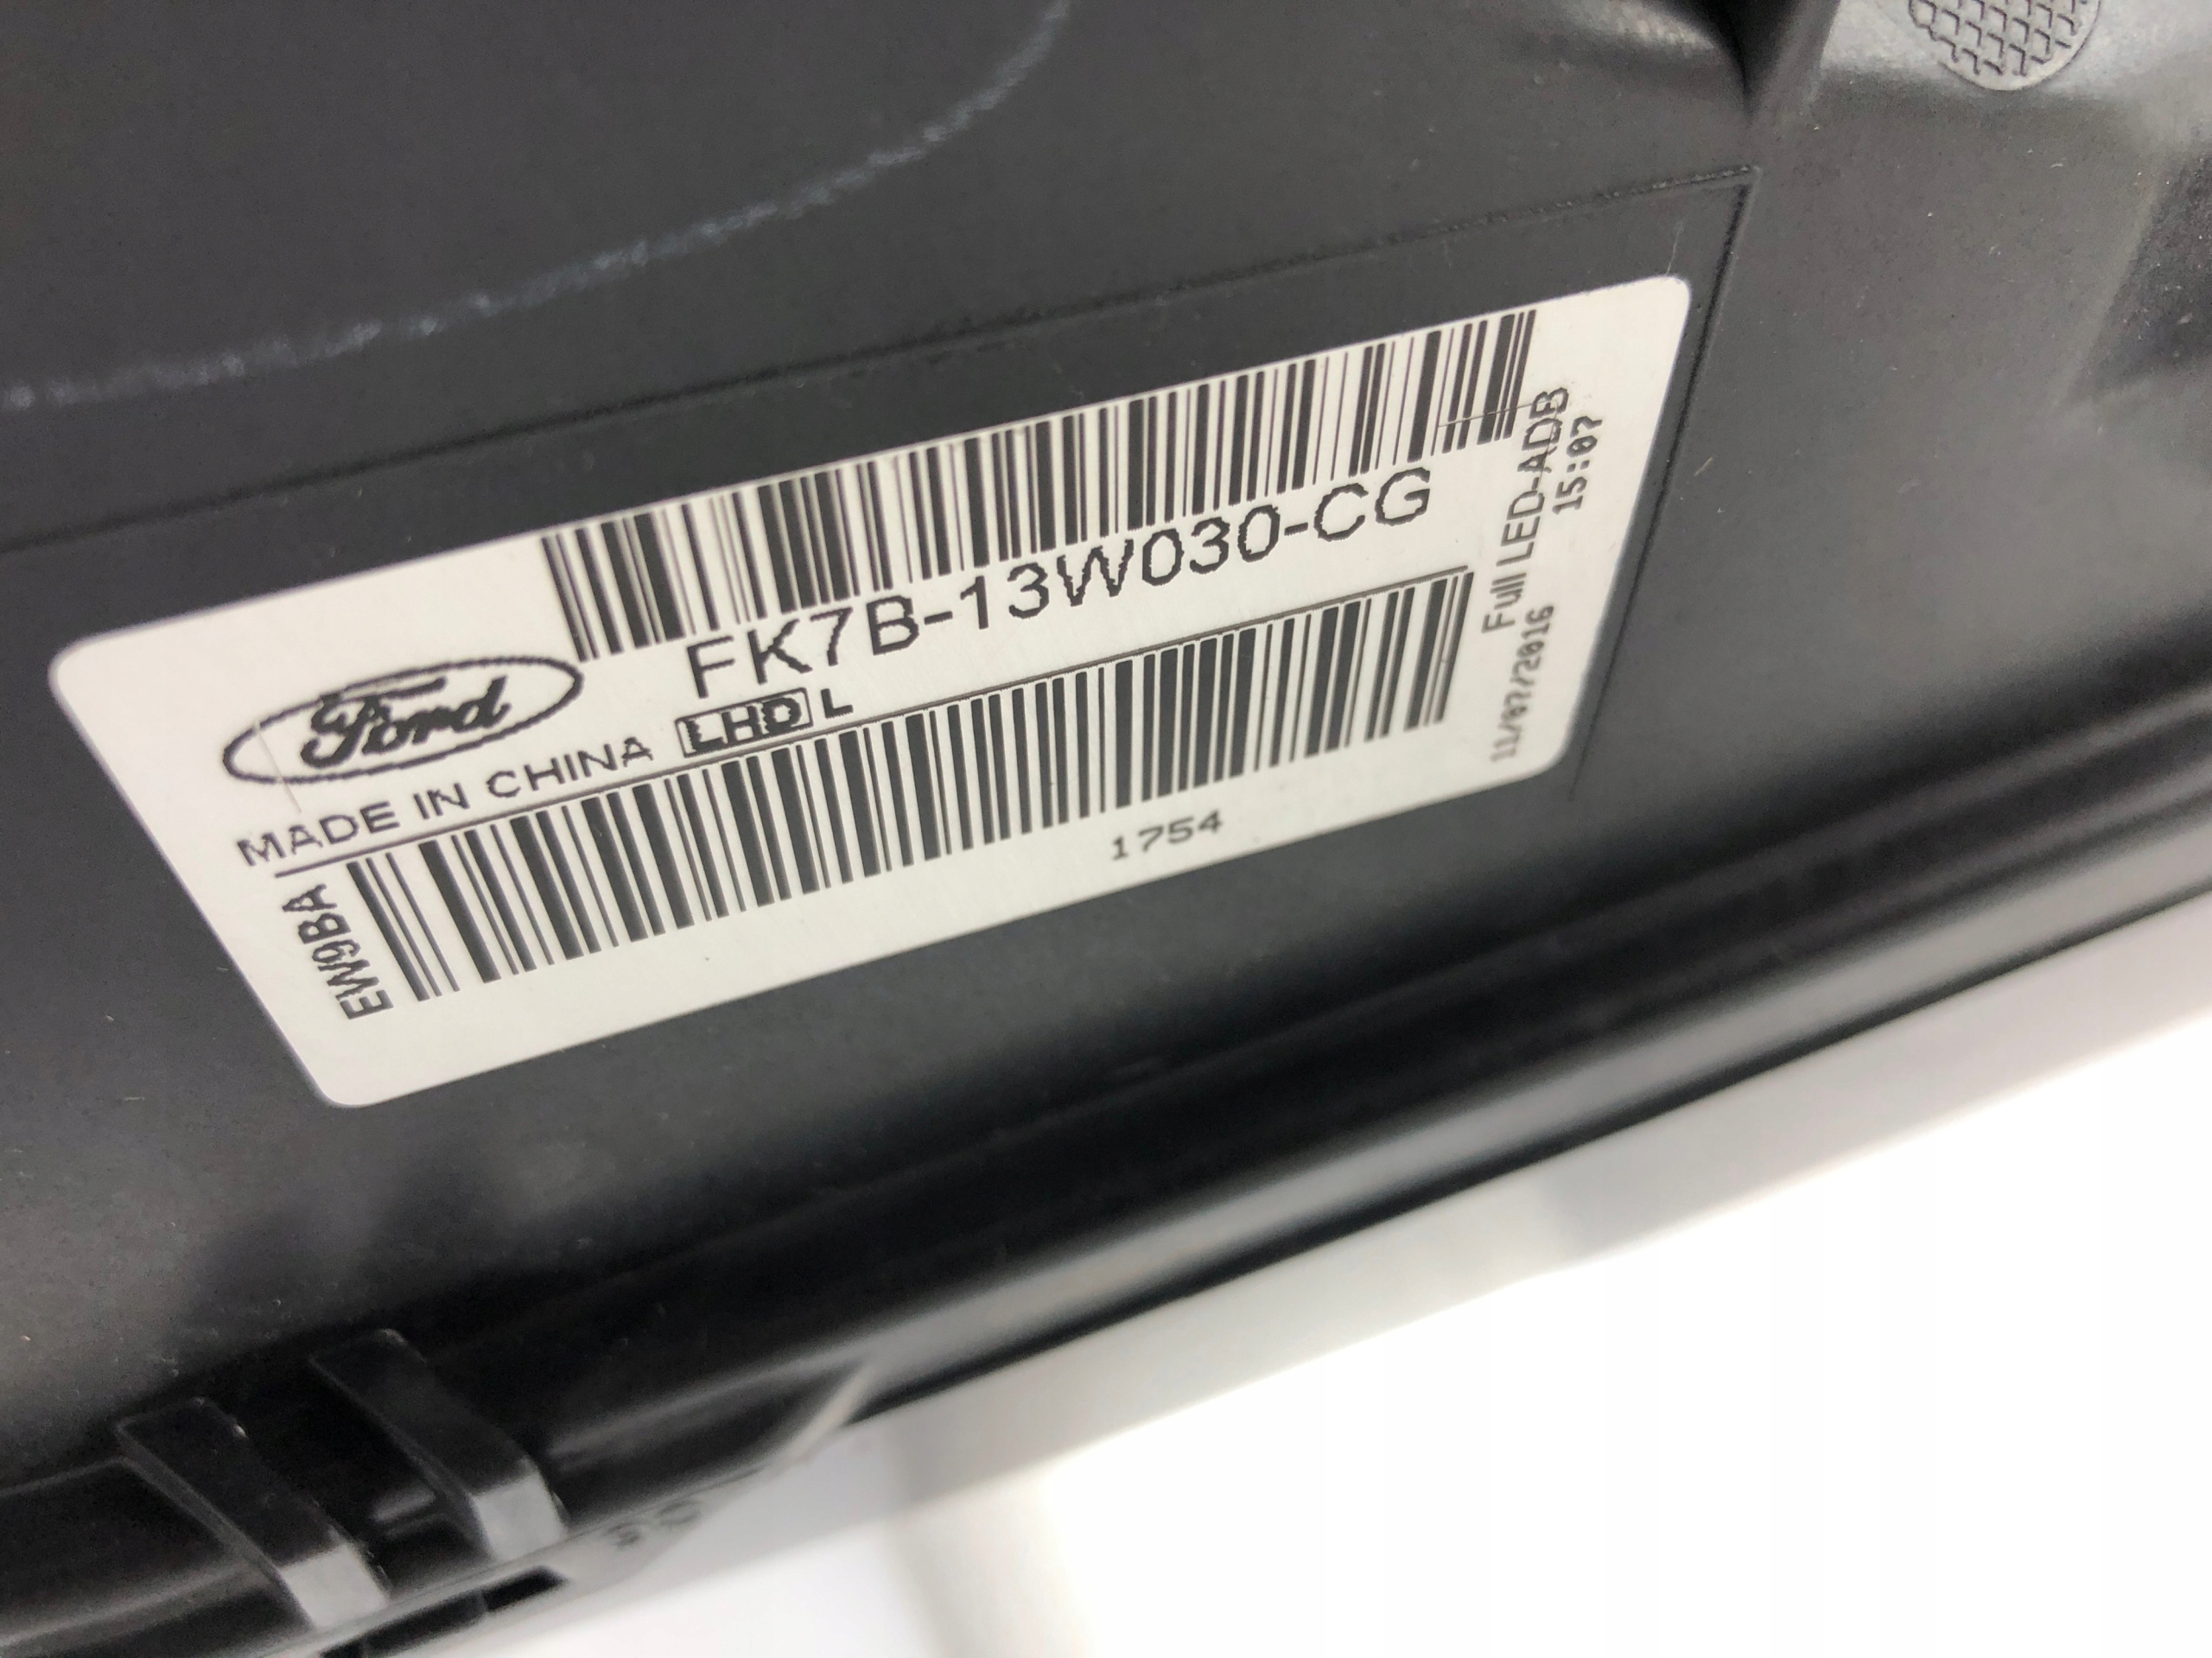 Ford
FK7B-13W030-CG
MADE IN CHINA LHD L
EW9BA
1754
Full LED-ADB
11/07/2016 15:07